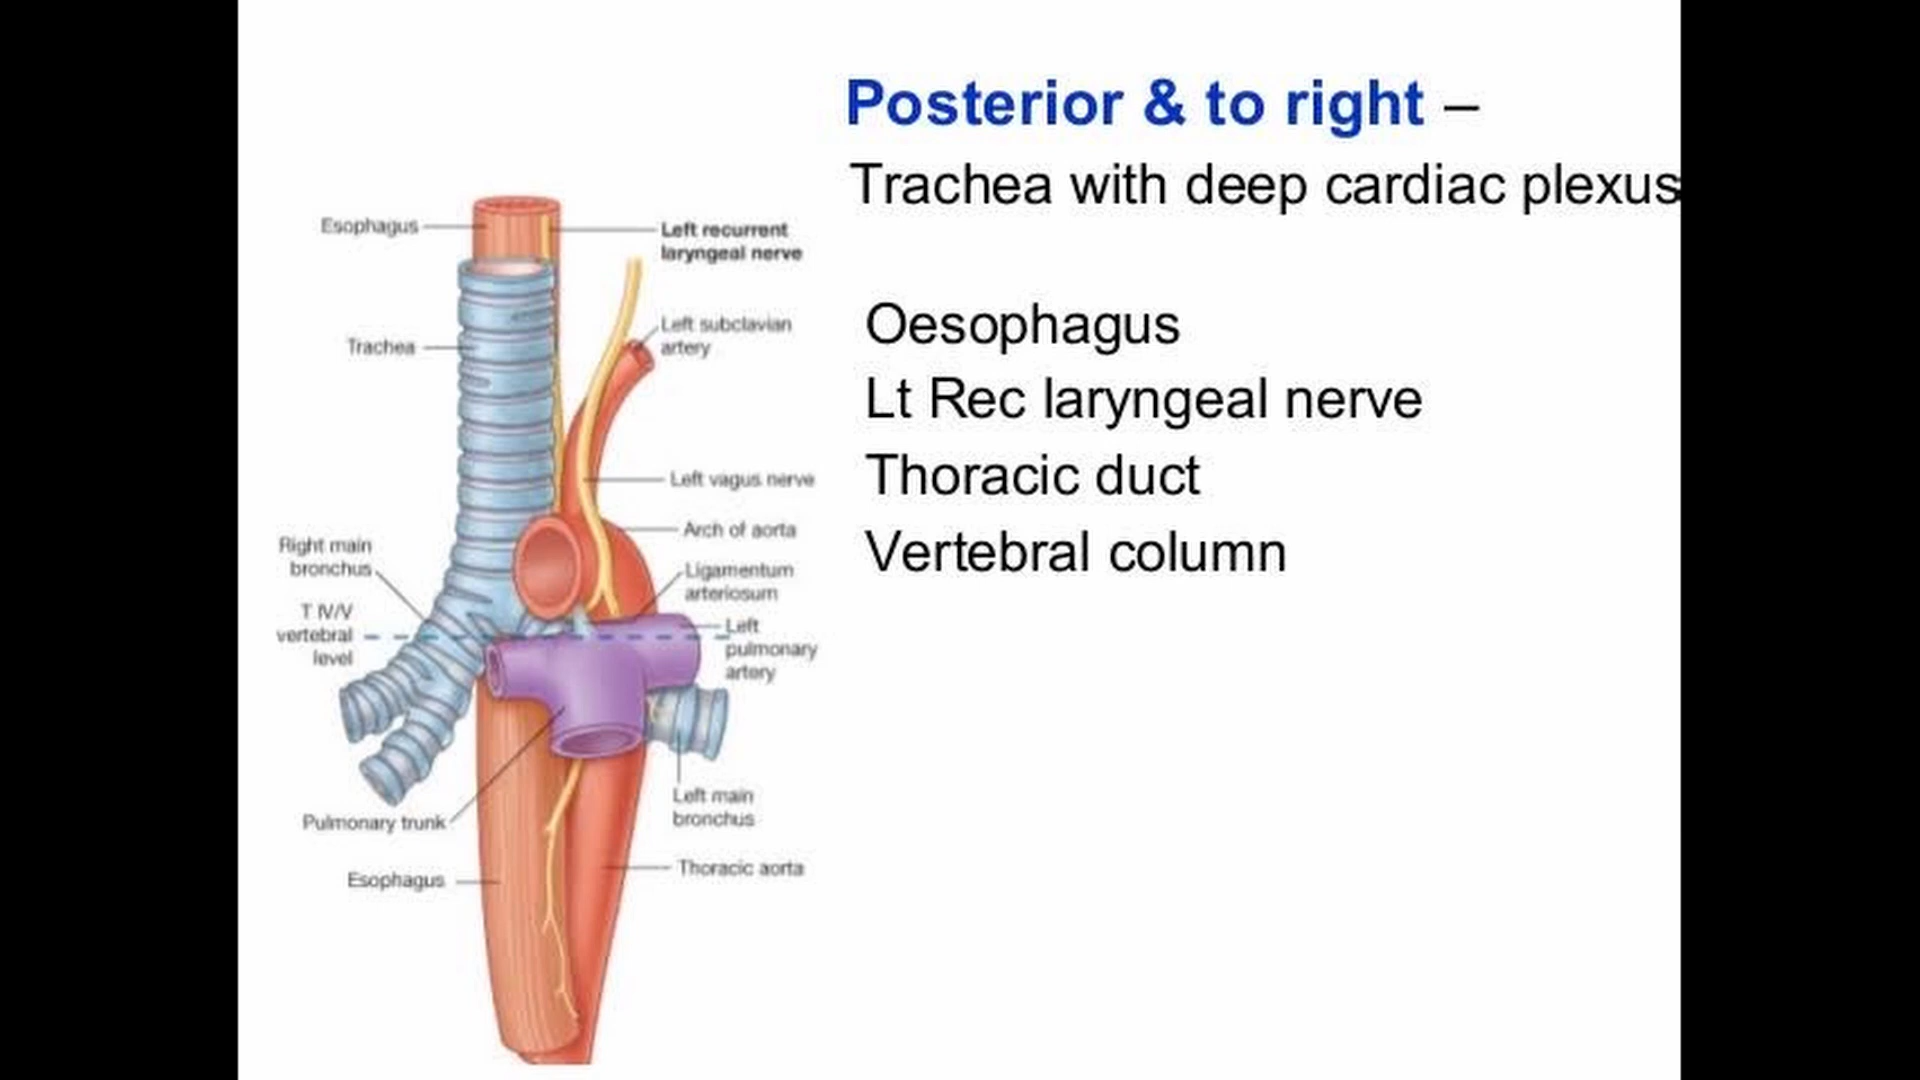 Posterior & to right –
Trachea with deep cardiac plexus
Oesophagus
Lt Rec laryngeal nerve
Thoracic duct
Vertebral column
Esophagus
Left recurrent
laryngeal nerve
Left subclavian
artery
Trachea
Left vagus nerve
Arch of aorta
Right main
bronchus
Ligamentum
arteriosum
T IV/V
vertebral
level
Left
pulmonary
artery
Left main
bronchus
Pulmonary trunk
Thoracic aorta
Esophagus